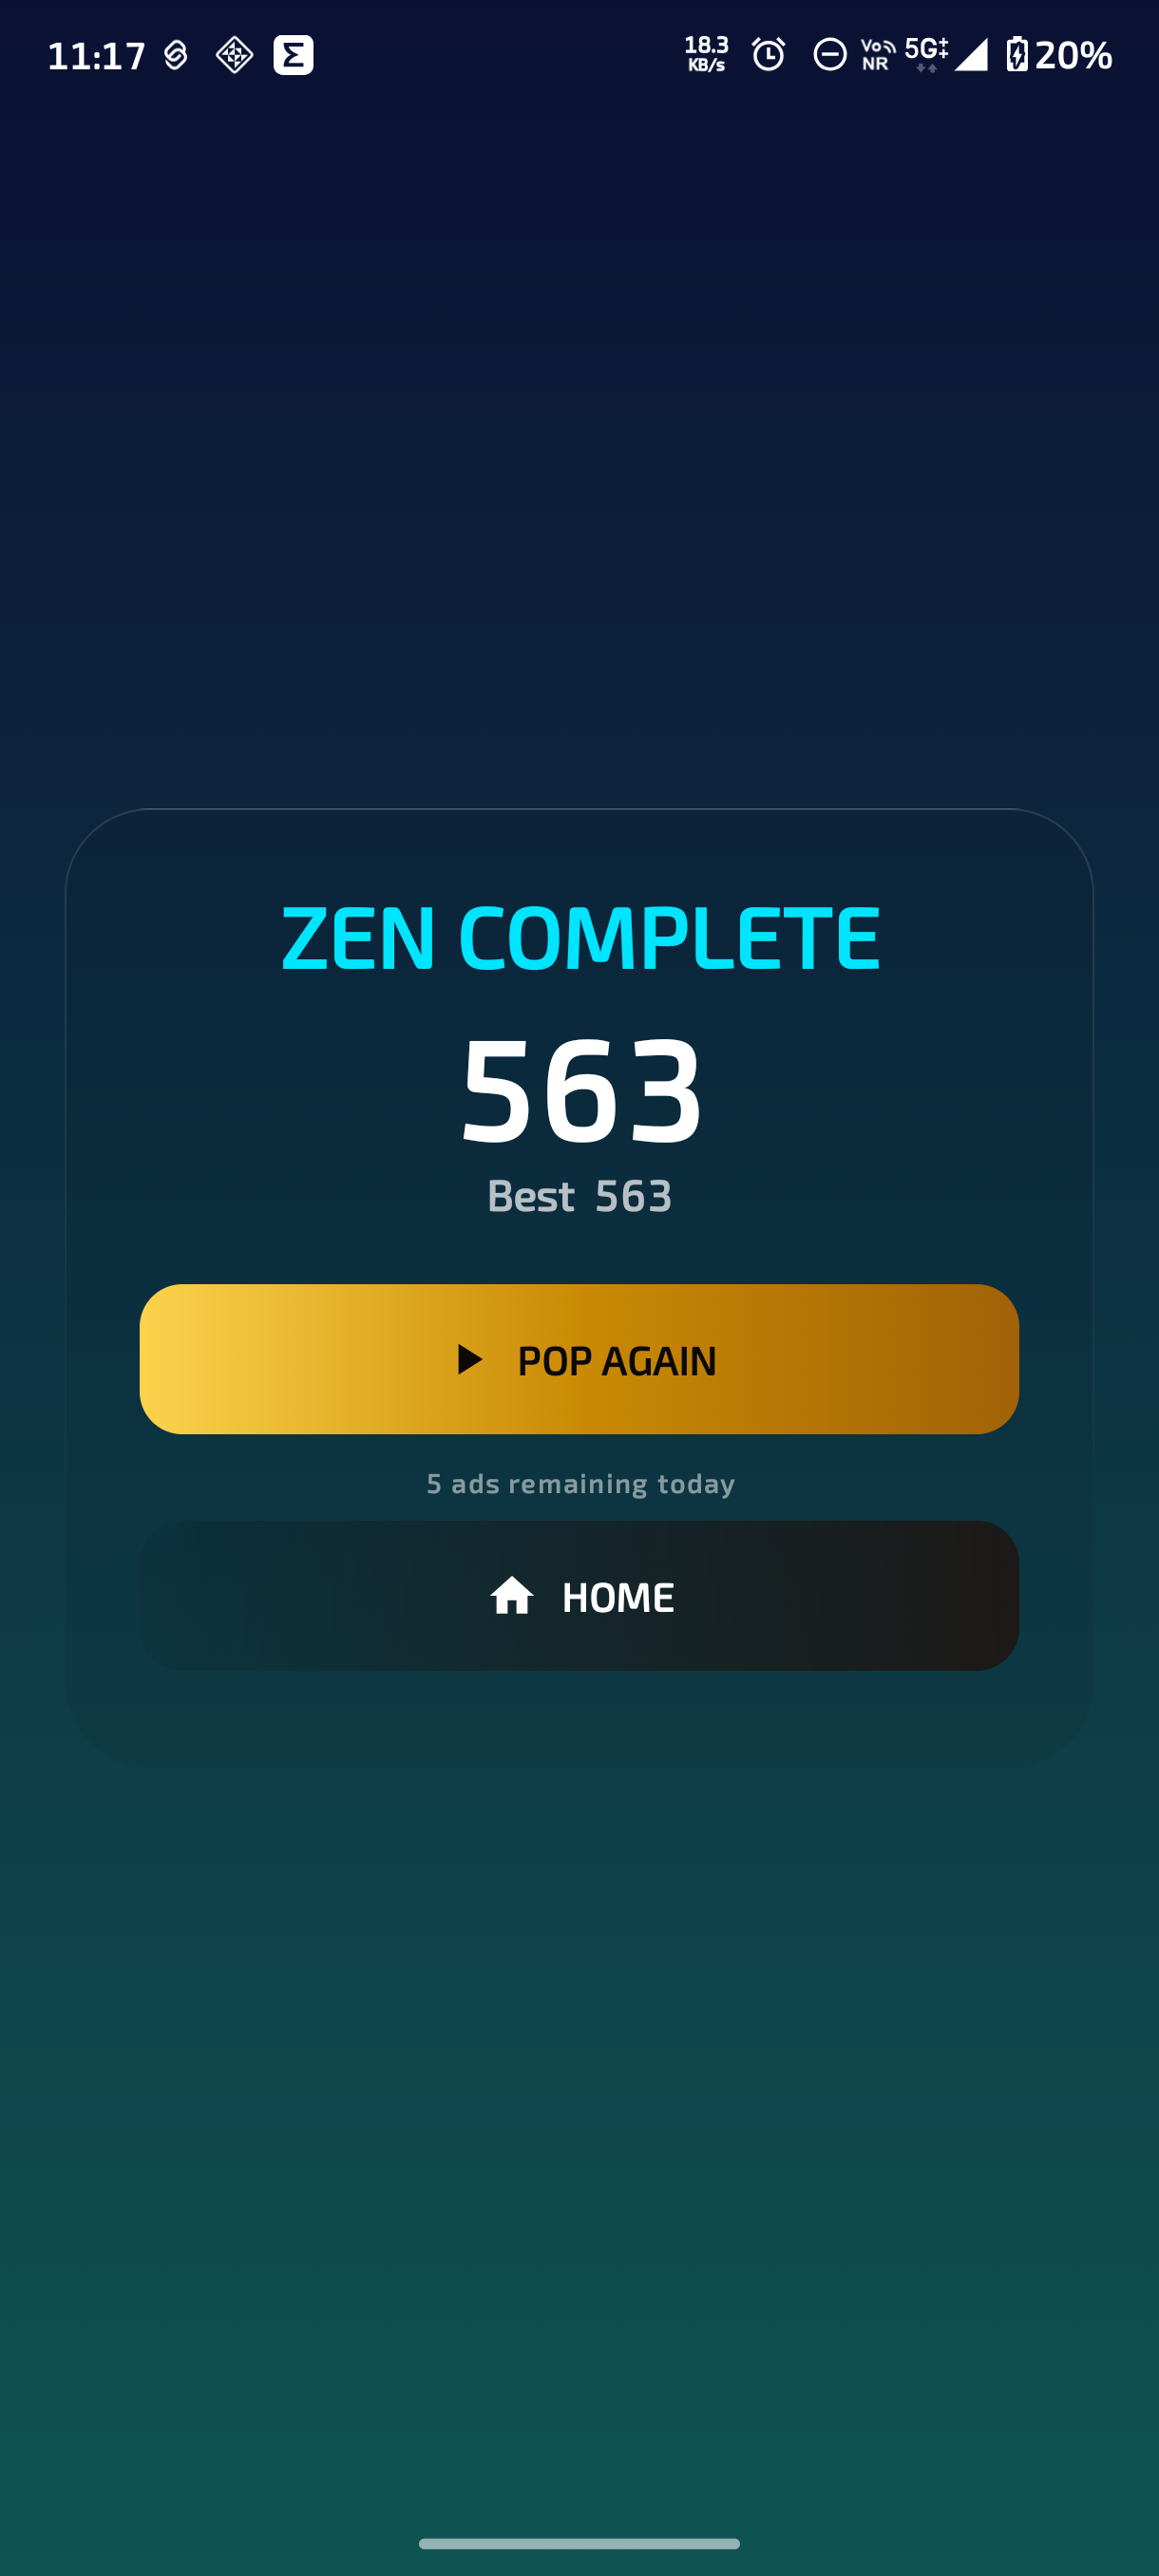 11:17
18.3 KB/s
Vo NR
5G++
20%
ZEN COMPLETE
563
Best 563
POP AGAIN
5 ads remaining today
HOME